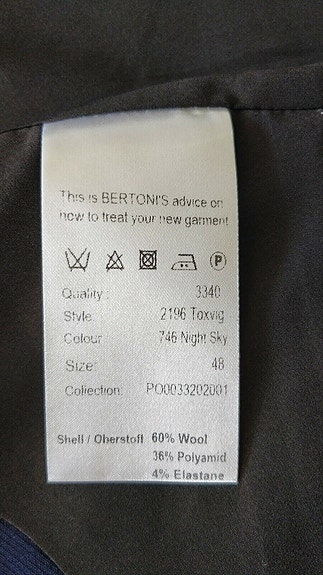 This is BERTONI'S advice on
how to treat your new garment
P
Quality: 3340
Style 2196 Toxvig
Colour 746 Night Sky
Size: 48
Collection: PO0033202001
Shell / Oberstoff 60% Wool
36% Polyamid
4% Elastane